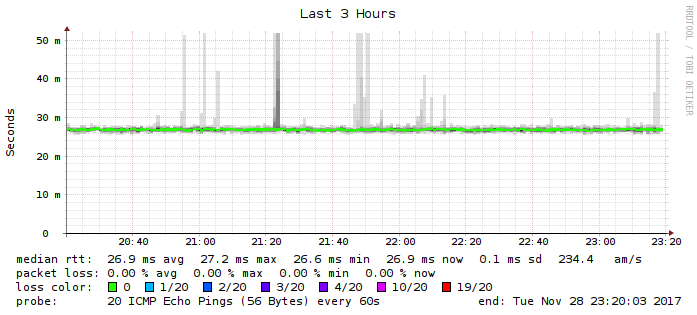 Last 3 Hours
RRDTOOL / TOBI OETIKER
Seconds
50 m
40 m
30 m
20 m
10 m
0
20:40 21:00 21:20 21:40 22:00 22:20 22:40 23:00 23:20
median rtt: 26.9 ms avg 27.2 ms max 26.6 ms min 26.9 ms now 0.1 ms sd 234.4 am/s
packet loss: 0.00 % avg 0.00 % max 0.00 % min 0.00 % now
loss color: 0 1/20 2/20 3/20 4/20 10/20 19/20
probe: 20 ICMP Echo Pings (56 Bytes) every 60s end: Tue Nov 28 23:20:03 2017